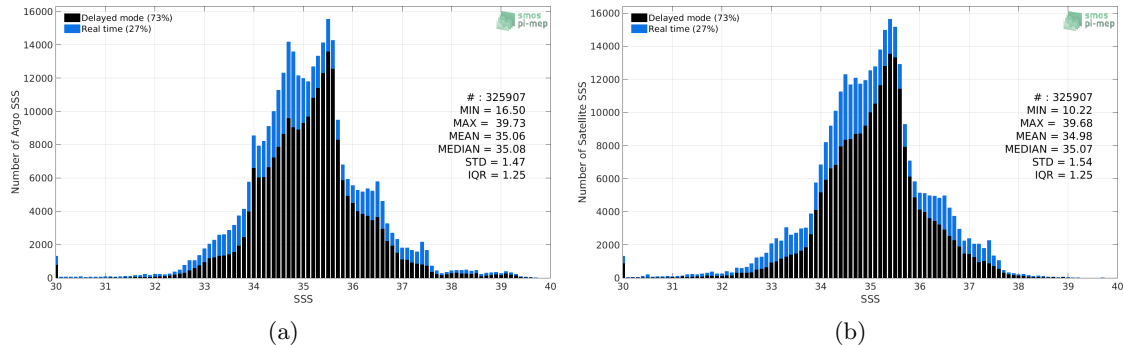 Delayed mode (73%)
Real time (27%)
smos
pi-mep
Number of Argo SSS
16000
14000
12000
10000
8000
6000
4000
2000
0
# : 325907
MIN = 16.50
MAX = 39.73
MEAN = 35.06
MEDIAN = 35.08
STD = 1.47
IQR = 1.25
30 31 32 33 34 35 36 37 38 39 40
SSS
(a)
Delayed mode (73%)
Real time (27%)
smos
pi-mep
Number of Satellite SSS
16000
14000
12000
10000
8000
6000
4000
2000
0
# : 325907
MIN = 10.22
MAX = 39.68
MEAN = 34.98
MEDIAN = 35.07
STD = 1.54
IQR = 1.25
30 31 32 33 34 35 36 37 38 39 40
SSS
(b)